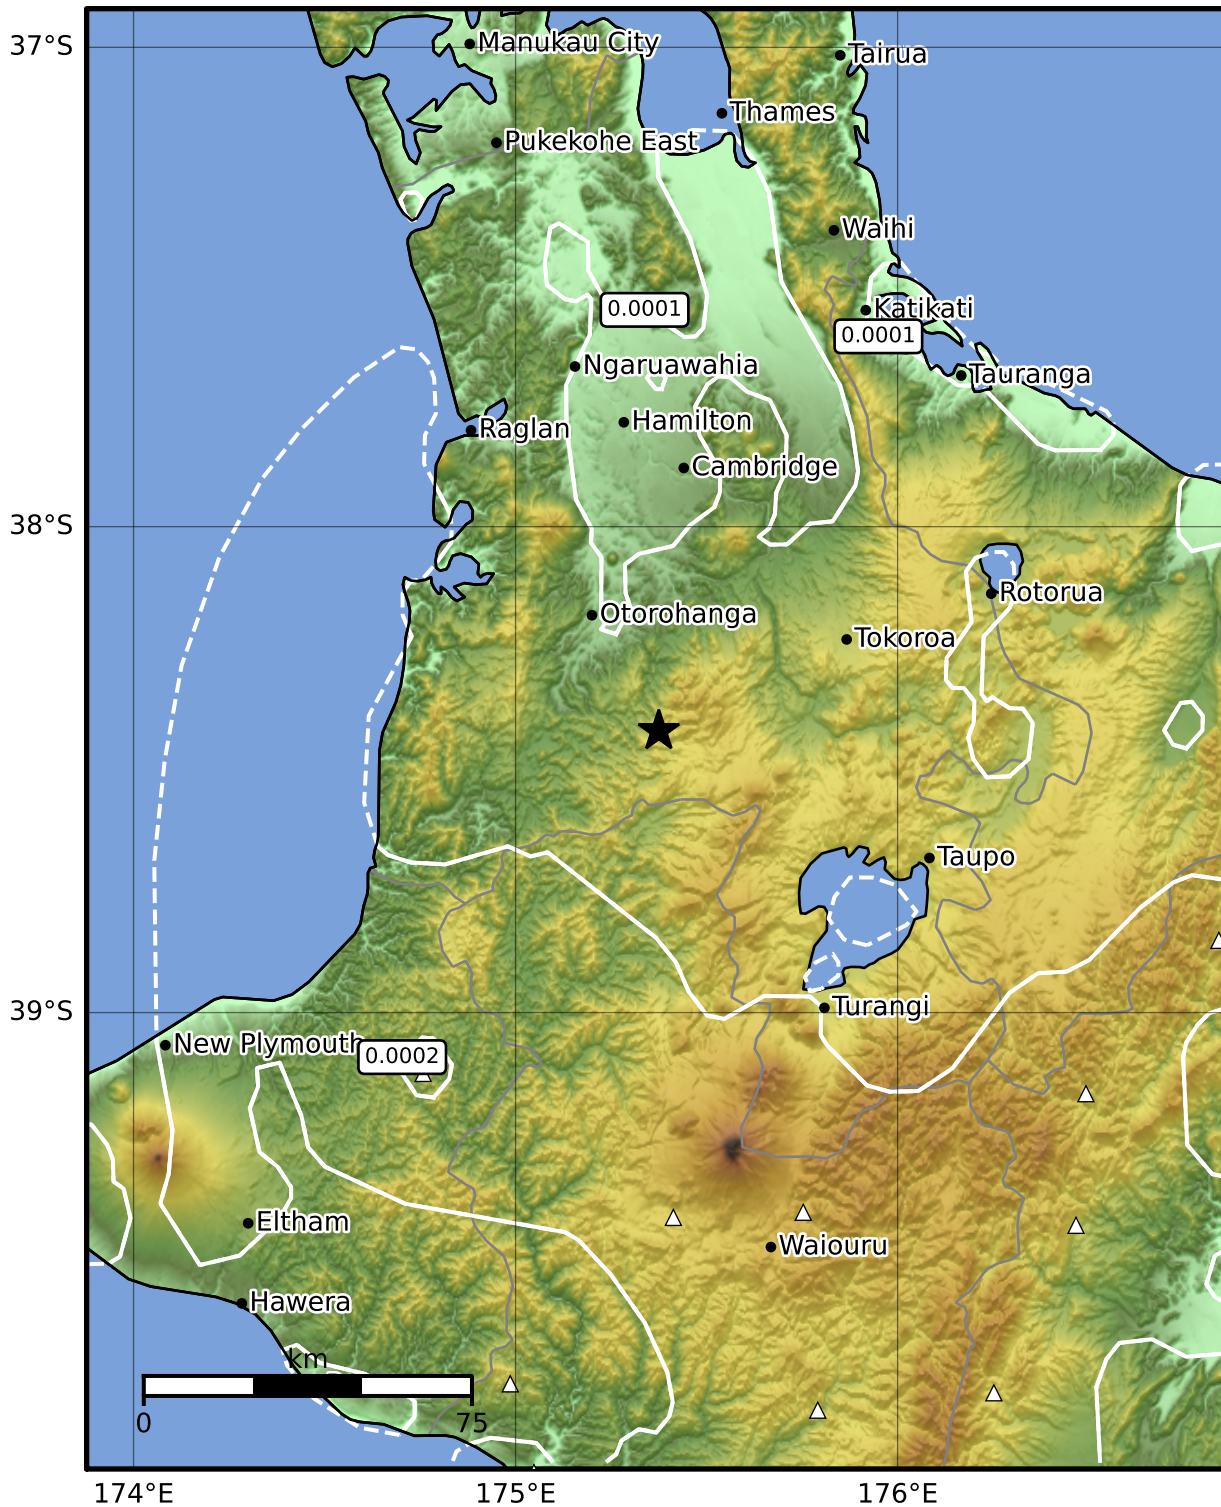 37°S
Manukau City
Tairua
Thames
Pukekohe East
Waihi
0.0001
Katikati
0.0001
Ngaruawahia
Tauranga
Hamilton
Raglan
Cambridge
38°S
Rotorua
Otorohanga
Tokoroa
Taupo
39°S
Turangi
New Plymouth
0.0002
Eltham
Waiouru
Hawera
km
0
75
174°E
175°E
176°E